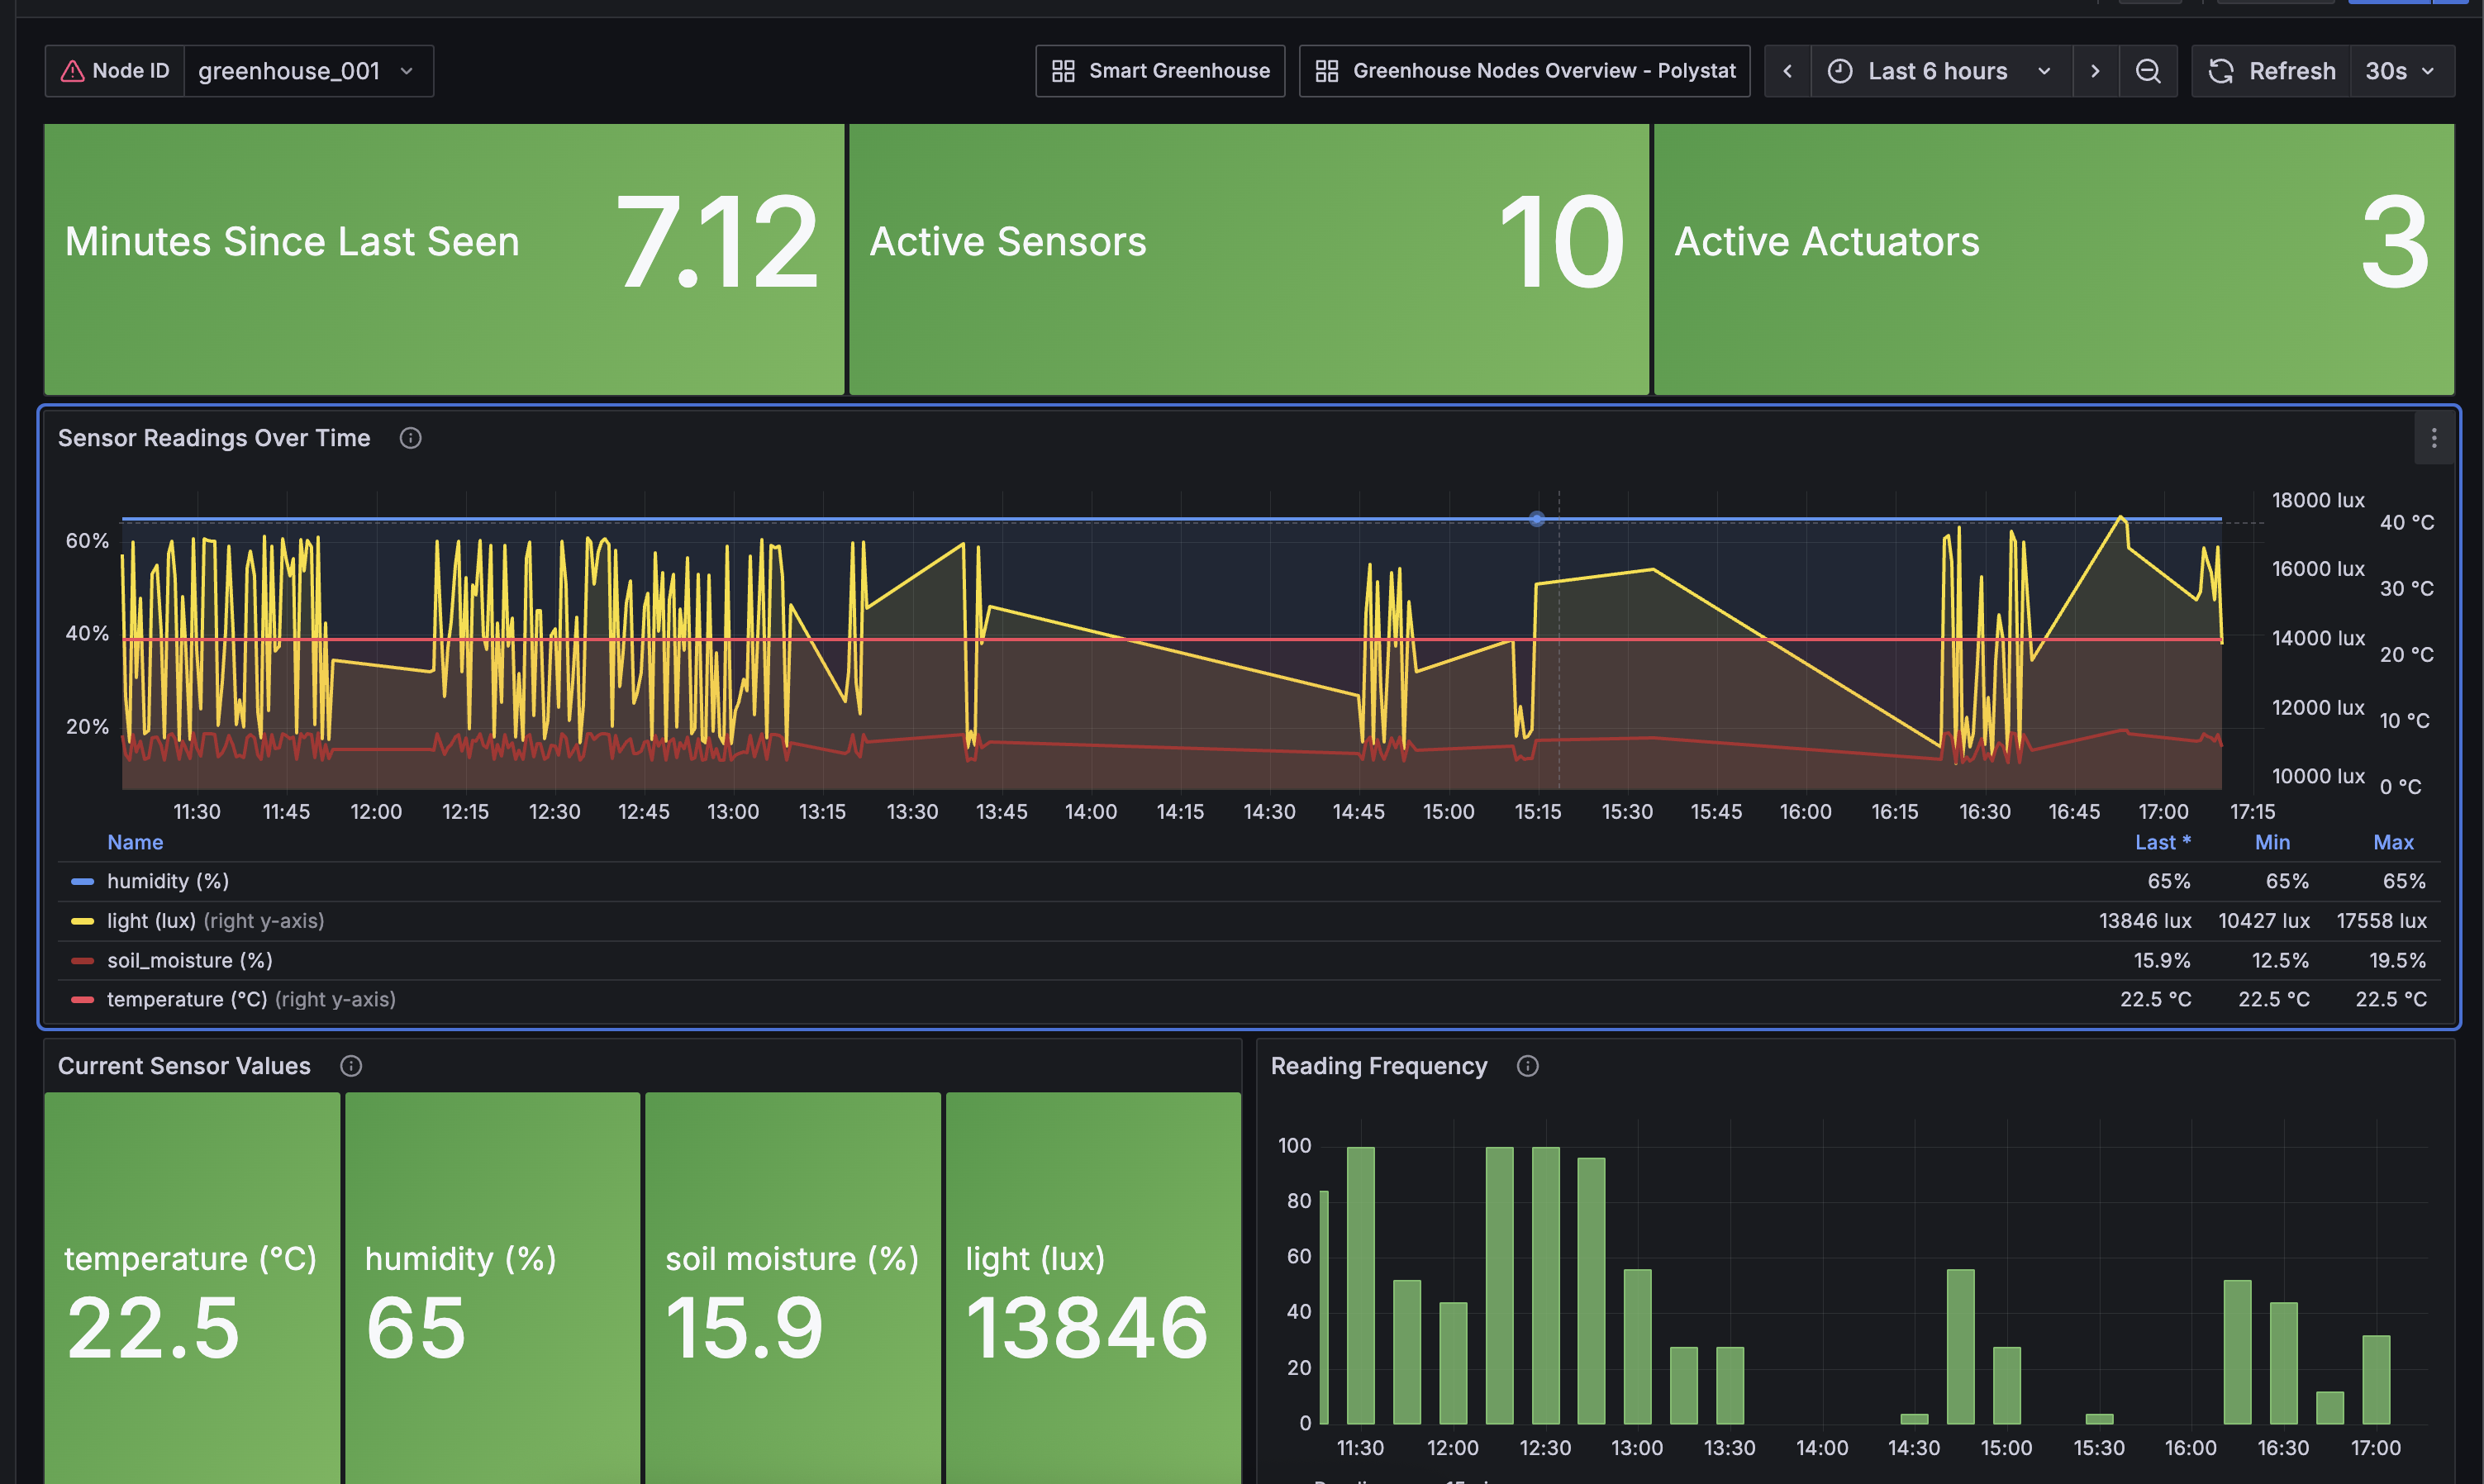 Node ID greenhouse_001 Smart Greenhouse Greenhouse Nodes Overview - Polystat Last 6 hours Refresh 30s
Minutes Since Last Seen 7.12 Active Sensors 10 Active Actuators 3
Sensor Readings Over Time
18000 lux
40 °C
60%
16000 lux
30 °C
40%
14000 lux
20 °C
20%
12000 lux
10 °C
10000 lux
0 °C
11:30 11:45 12:00 12:15 12:30 12:45 13:00 13:15 13:30 13:45 14:00 14:15 14:30 14:45 15:00 15:15 15:30 15:45 16:00 16:15 16:30 16:45 17:00 17:15
Name Last * Min Max
humidity (%) 65% 65% 65%
light (lux) (right y-axis) 13846 lux 10427 lux 17558 lux
soil_moisture (%) 15.9% 12.5% 19.5%
temperature (°C) (right y-axis) 22.5 °C 22.5 °C 22.5 °C
Current Sensor Values
temperature (°C) humidity (%) soil moisture (%) light (lux)
22.5 65 15.9 13846
Reading Frequency
100
80
60
40
20
0
11:30 12:00 12:30 13:00 13:30 14:00 14:30 15:00 15:30 16:00 16:30 17:00